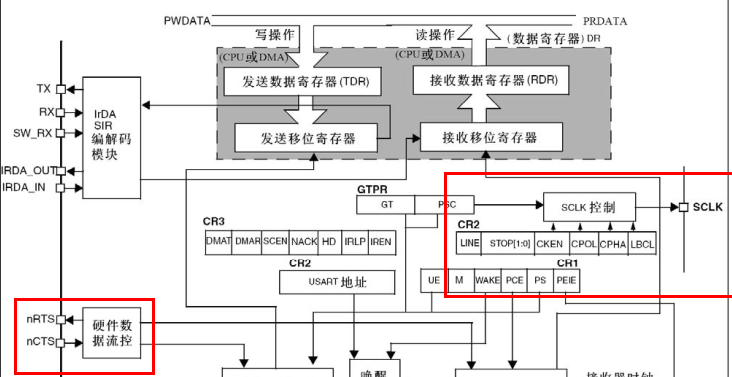 PWDATA
PRDATA
写操作
读操作
(数据寄存器) DR
(CPU或DMA)
(CPU或DMA)
发送数据寄存器(TDR)
接收数据寄存器(RDR)
TX
RX
SW_RX
IRDA_OUT
IRDA_IN
IrDA
SIR
编解码
模块
发送移位寄存器
接收移位寄存器
GTPR
GT PSC
SCLK 控制
SCLK
CR3
DMAT DMAR SCEN NACK HD IRLP IREN
CR2
LINE STOP[1:0] CKEN CPOL CPHA LBCL
CR2
USART 地址
CR1
UE M WAKE PCE PS PEIE
nRTS
nCTS
硬件数
据流控
唤醒
接收器时钟